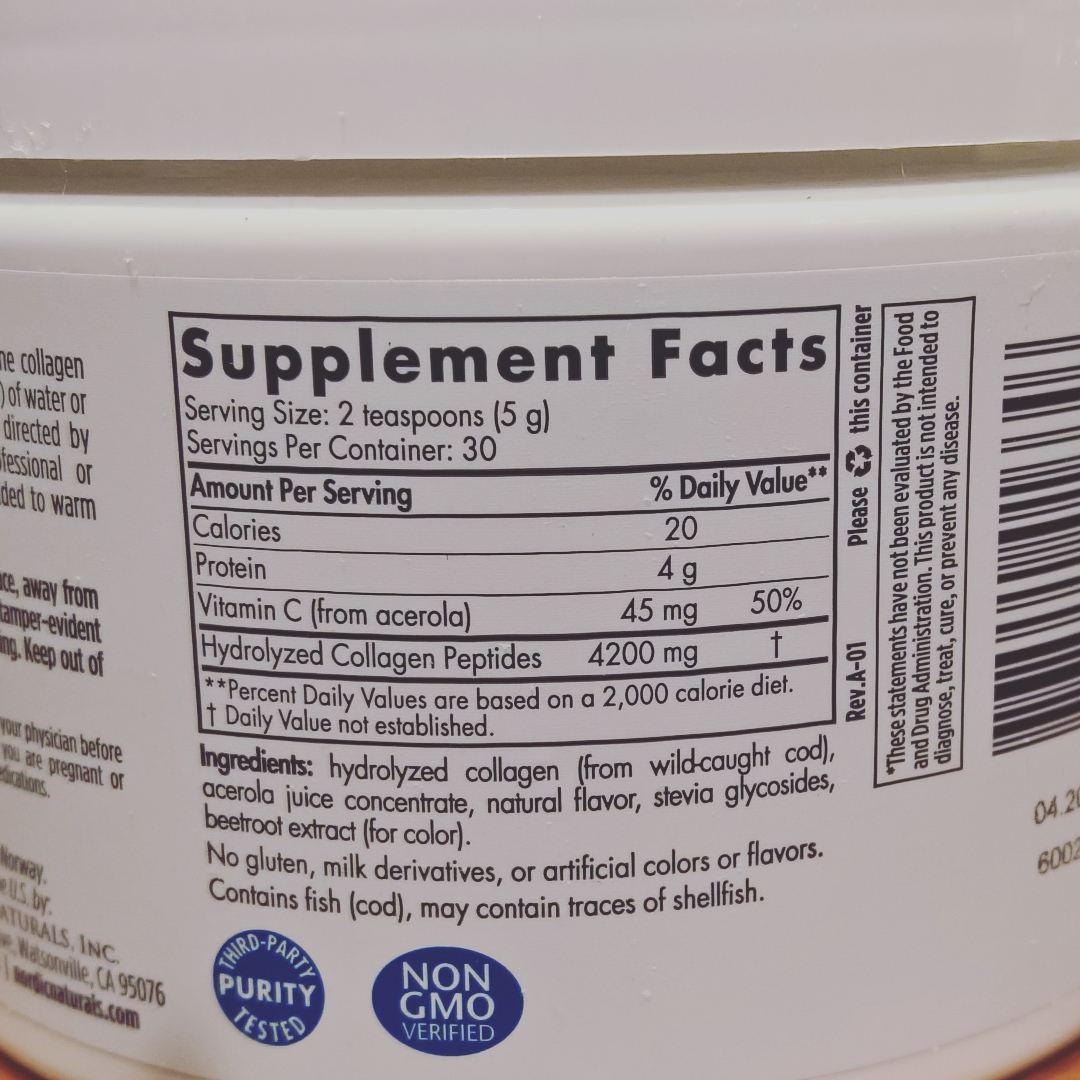 collagen
of water or
directed by
or
to warm
away from
Keep out of
your physician before
you are pregnant or
Norway.
U.S. by:
INC.
Watsonville, CA 95076
nordicnaturals.com
Supplement Facts
Serving Size: 2 teaspoons (5 g)
Servings Per Container: 30
Amount Per Serving % Daily Value**
Calories 20
Protein 4 g
Vitamin C (from acerola) 45 mg 50%
Hydrolyzed Collagen Peptides 4200 mg †
**Percent Daily Values are based on a 2,000 calorie diet.
† Daily Value not established.
Ingredients: hydrolyzed collagen (from wild-caught cod),
acerola juice concentrate, natural flavor, stevia glycosides,
beetroot extract (for color).
No gluten, milk derivatives, or artificial colors or flavors.
Contains fish (cod), may contain traces of shellfish.
THIRD-PARTY
PURITY
TESTED
NON
GMO
VERIFIED
Rev.A-01 Please this container
*These statements have not been evaluated by the Food
and Drug Administration. This product is not intended to
diagnose, treat, cure, or prevent any disease.